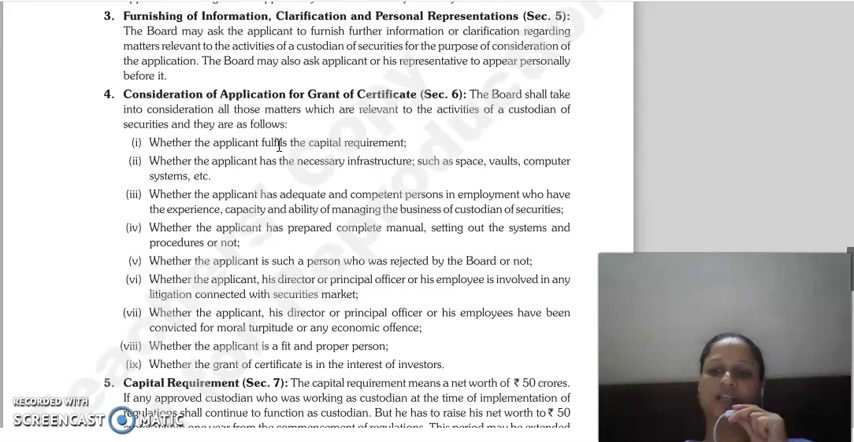 3. Furnishing of Information, Clarification and Personal Representations (Sec. 5):
The Board may ask the applicant to furnish further information or clarification regarding
matters relevant to the activities of a custodian of securities for the purpose of consideration of
the application. The Board may also ask applicant or his representative to appear personally
before it.
4. Consideration of Application for Grant of Certificate (Sec. 6): The Board shall take
into consideration all those matters which are relevant to the activities of a custodian of
securities and they are as follows:
(i) Whether the applicant fulfils the capital requirement;
(ii) Whether the applicant has the necessary infrastructure; such as space, vaults, computer
systems, etc.
(iii) Whether the applicant has adequate and competent persons in employment who have
the experience, capacity and ability of managing the business of custodian of securities;
(iv) Whether the applicant has prepared complete manual, setting out the systems and
procedures or not;
(v) Whether the applicant is such a person who was rejected by the Board or not;
(vi) Whether the applicant, his director or principal officer or his employee is involved in any
litigation connected with securities market;
(vii) Whether the applicant, his director or principal officer or his employees have been
convicted for moral turpitude or any economic offence;
(viii) Whether the applicant is a fit and proper person;
(ix) Whether the grant of certificate is in the interest of investors.
5. Capital Requirement (Sec. 7): The capital requirement means a net worth of ₹ 50 crores.
If any approved custodian who was working as custodian at the time of implementation of
regulations shall continue to function as custodian. But he has to raise his net worth to ₹ 50
one year from the commencement of regulations. This period may be extended
RECORDED WITH
SCREENCAST MATIC
Teachers Copy